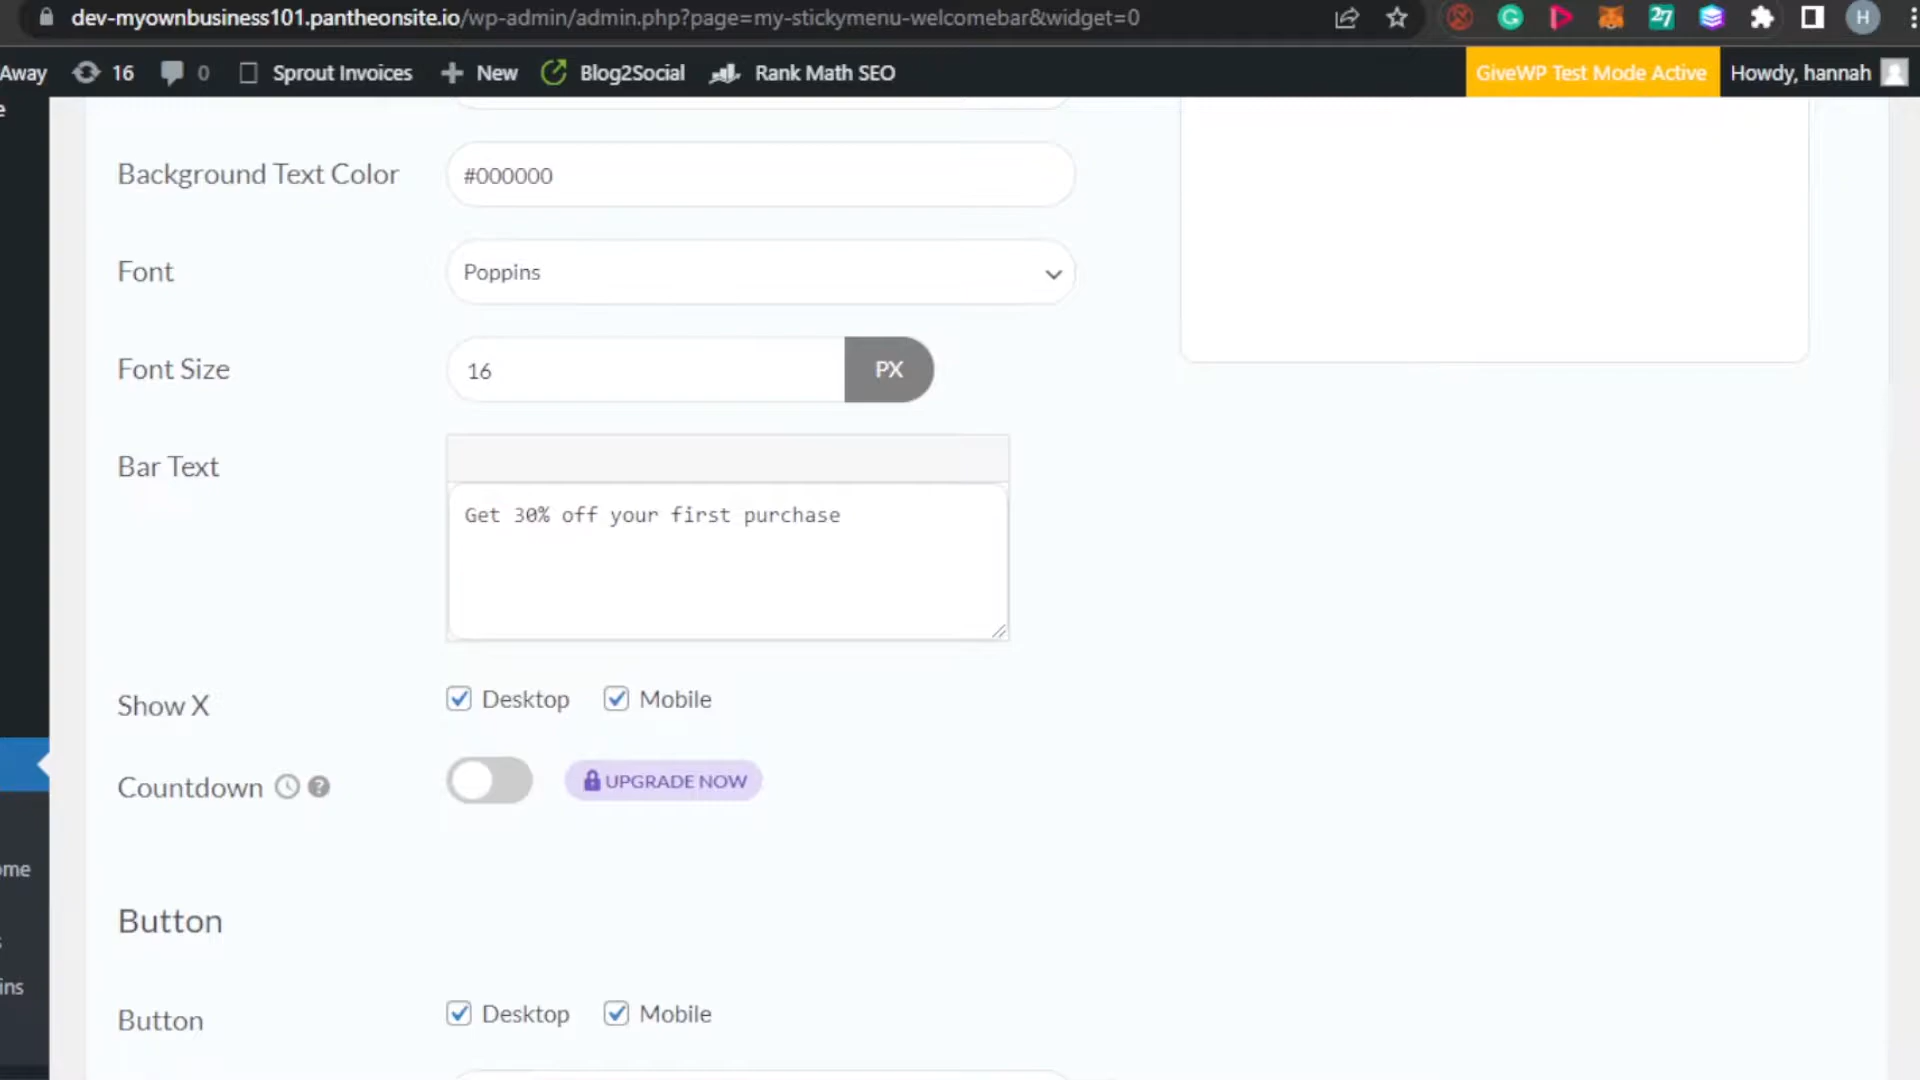 dev-myownbusiness101.pantheonsite.io/wp-admin/admin.php?page=my-stickymenu-welcomebar&widget=0
27
H
Away 16 0 Sprout Invoices New Blog2Social Rank Math SEO GiveWP Test Mode Active Howdy, hannah
Background Text Color #000000
Font Poppins
Font Size 16 PX
Bar Text
Get 30% off your first purchase
Show X Desktop Mobile
Countdown ? UPGRADE NOW
ome
Button
ins
Button Desktop Mobile